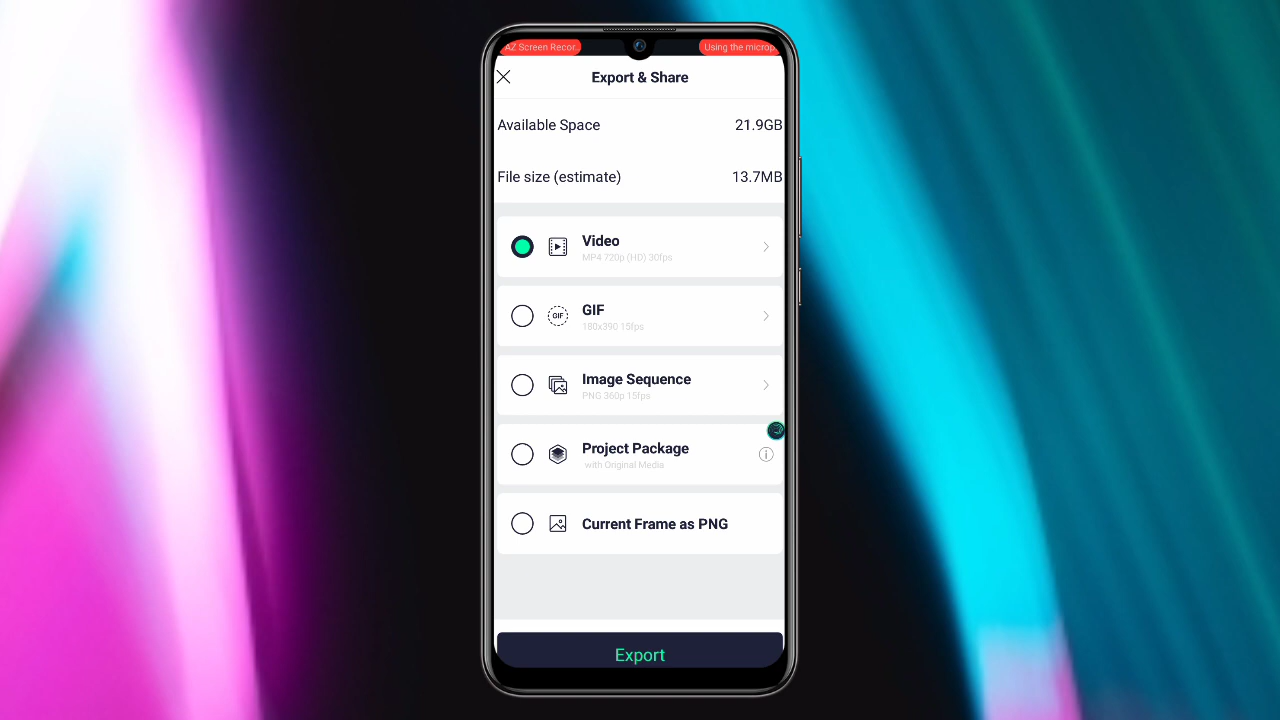 AZ Screen Recor..
Using the microp
Export & Share
Available Space 21.9GB
File size (estimate) 13.7MB
Video
MP4 720p (HD) 30fps
GIF
GIF
180x390 15fps
Image Sequence
PNG 360p 15fps
Project Package
with Original Media
Current Frame as PNG
Export